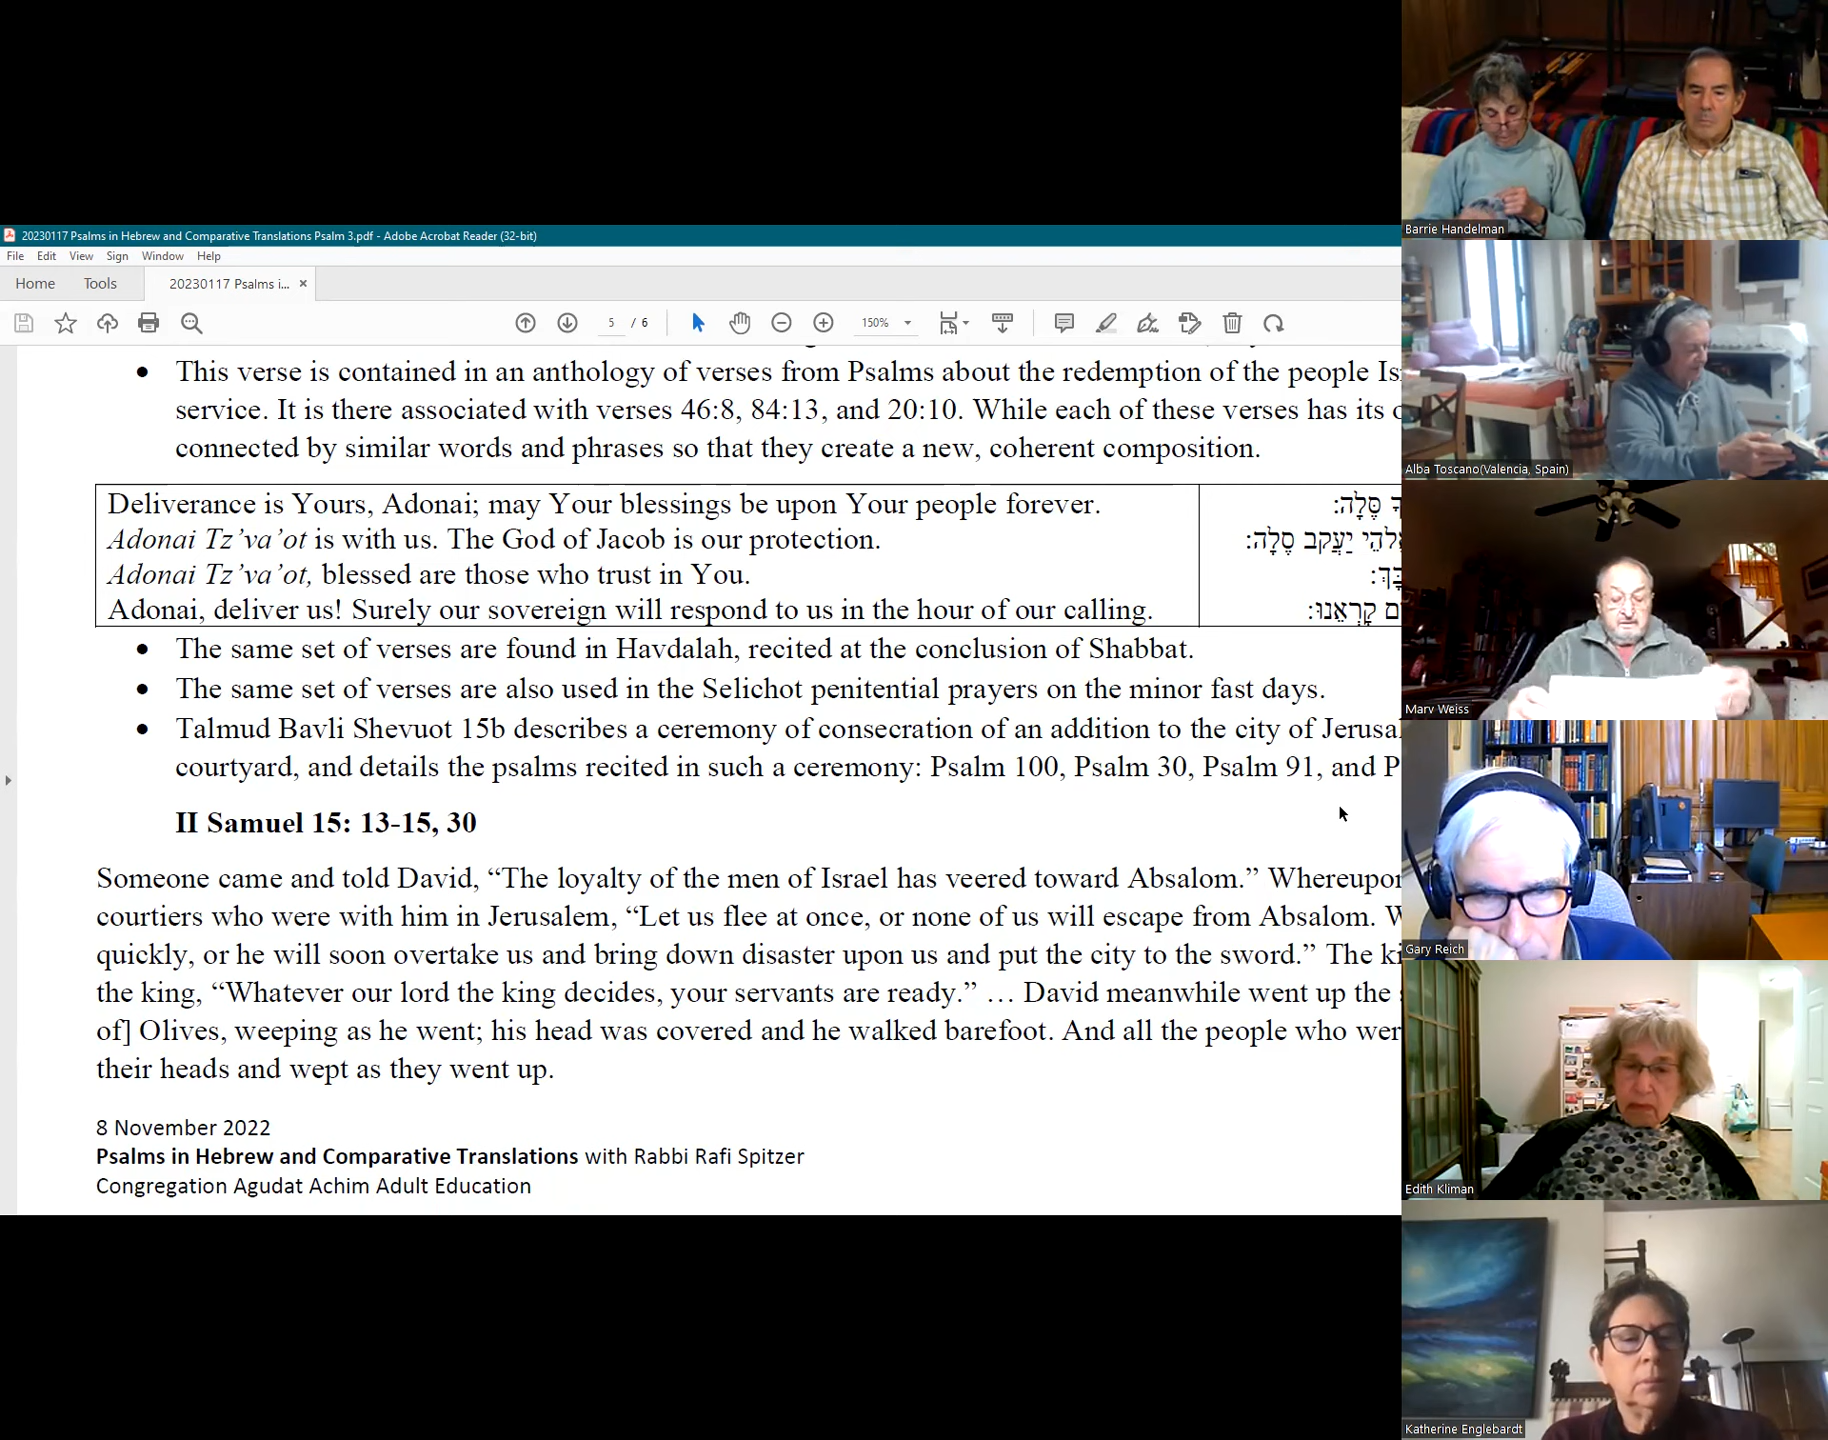 20230117 Psalms in Hebrew and Comparative Translations Psalm 3.pdf - Adobe Acrobat Reader (32-bit)
File Edit View Sign Window Help
Home Tools 20230117 Psalms i... ×
5 / 6 150%
• This verse is contained in an anthology of verses from Psalms about the redemption of the people Is
service. It is there associated with verses 46:8, 84:13, and 20:10. While each of these verses has its
connected by similar words and phrases so that they create a new, coherent composition.
Deliverance is Yours, Adonai; may Your blessings be upon Your people forever. ךָ סֶּלָה:
Adonai Tz’va’ot is with us. The God of Jacob is our protection. אֱלֹהֵי יַעֲקֹב סֶלָה:
Adonai Tz’va’ot, blessed are those who trust in You. בָּךְ:
Adonai, deliver us! Surely our sovereign will respond to us in the hour of our calling. ם קָרְאֵנוּ:
• The same set of verses are found in Havdalah, recited at the conclusion of Shabbat.
• The same set of verses are also used in the Selichot penitential prayers on the minor fast days.
• Talmud Bavli Shevuot 15b describes a ceremony of consecration of an addition to the city of Jerusal
courtyard, and details the psalms recited in such a ceremony: Psalm 100, Psalm 30, Psalm 91, and P
II Samuel 15: 13-15, 30
Someone came and told David, “The loyalty of the men of Israel has veered toward Absalom.” Whereupon
courtiers who were with him in Jerusalem, “Let us flee at once, or none of us will escape from Absalom. W
quickly, or he will soon overtake us and bring down disaster upon us and put the city to the sword.” The ki
the king, “Whatever our lord the king decides, your servants are ready.” … David meanwhile went up the
of] Olives, weeping as he went; his head was covered and he walked barefoot. And all the people who wer
their heads and wept as they went up.
8 November 2022
Psalms in Hebrew and Comparative Translations with Rabbi Rafi Spitzer
Congregation Agudat Achim Adult Education
Barrie Handelman
Alba Toscano(Valencia, Spain)
Marv Weiss
Gary Reich
Edith Kliman
Katherine Englebardt